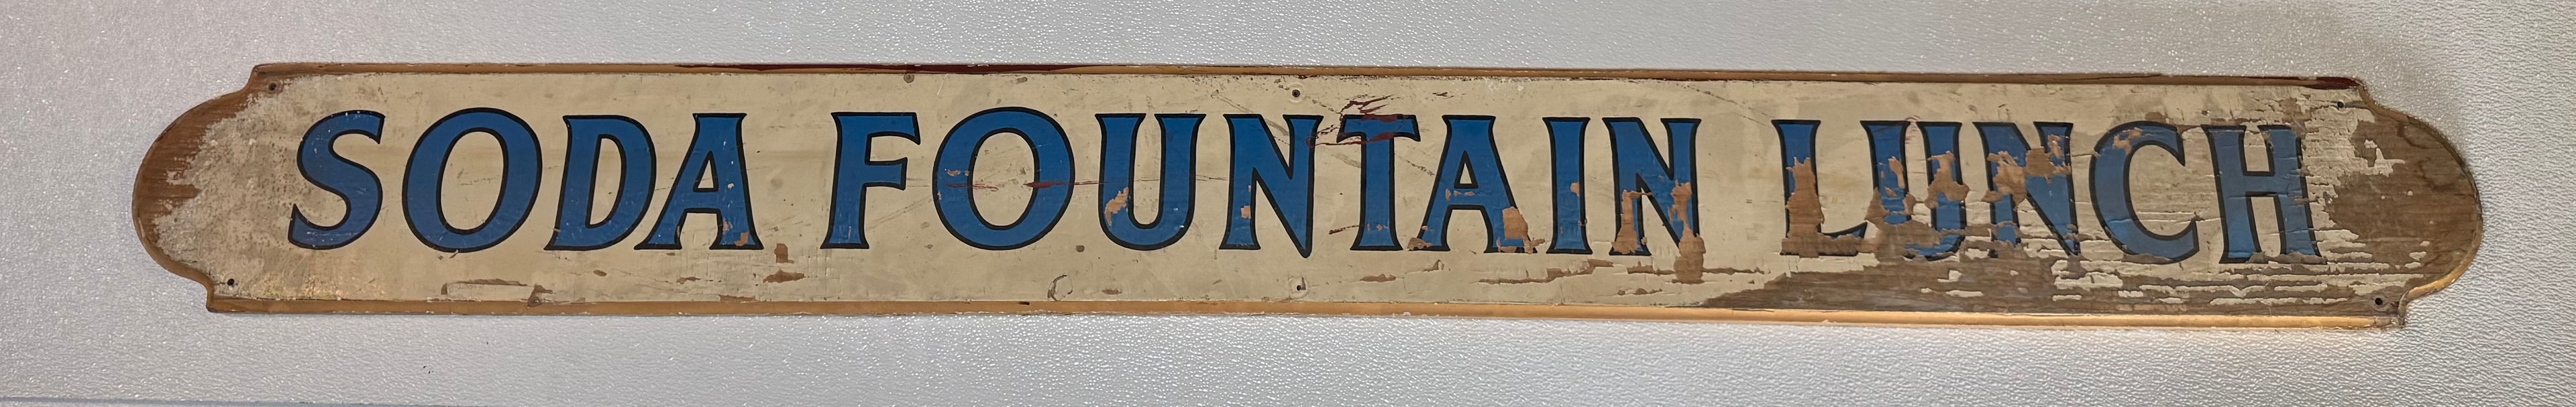 SODA FOUNTAIN LUNCH